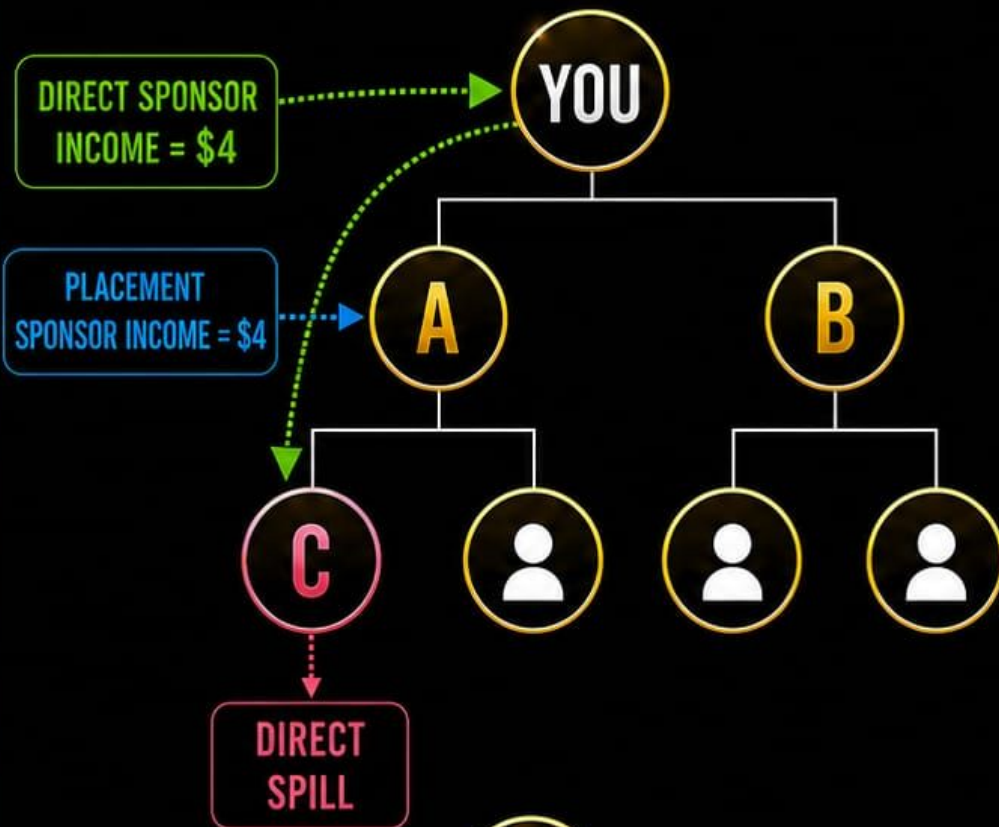 DIRECT SPONSOR
INCOME = $4
YOU
PLACEMENT
SPONSOR INCOME = $4
A
B
C
DIRECT
SPILL